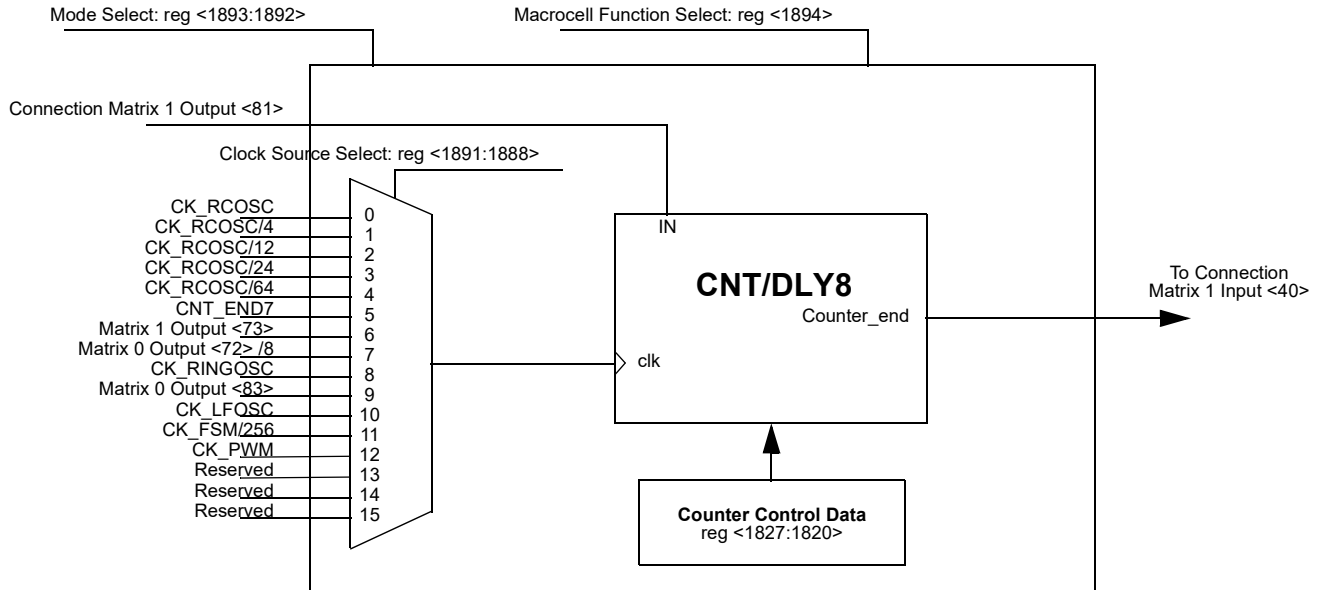 Mode Select: reg <1893:1892>
Macrocell Function Select: reg <1894>
Connection Matrix 1 Output <81>
Clock Source Select: reg <1891:1888>
CK_RCOSC 0
CK_RCOSC/4 1
CK_RCOSC/12 2
CK_RCOSC/24 3
CK_RCOSC/64 4
CNT_END7 5
Matrix 1 Output <73> 6
Matrix 0 Output <72> /8 7
CK_RINGOSC 8
Matrix 0 Output <83> 9
CK_LFOSC 10
CK_FSM/256 11
CK_PWM 12
Reserved 13
Reserved 14
Reserved 15
IN
CNT/DLY8
Counter_end
clk
To Connection
Matrix 1 Input <40>
Counter Control Data
reg <1827:1820>